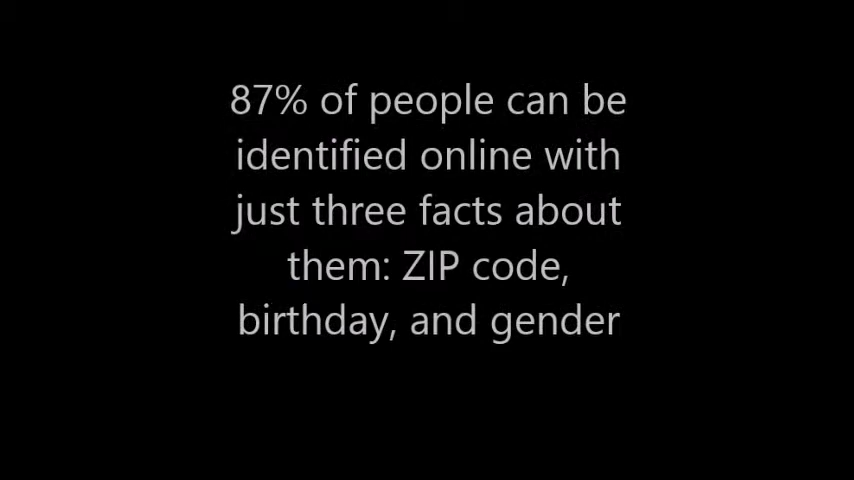 87% of people can be
identified online with
just three facts about
them: ZIP code,
birthday, and gender